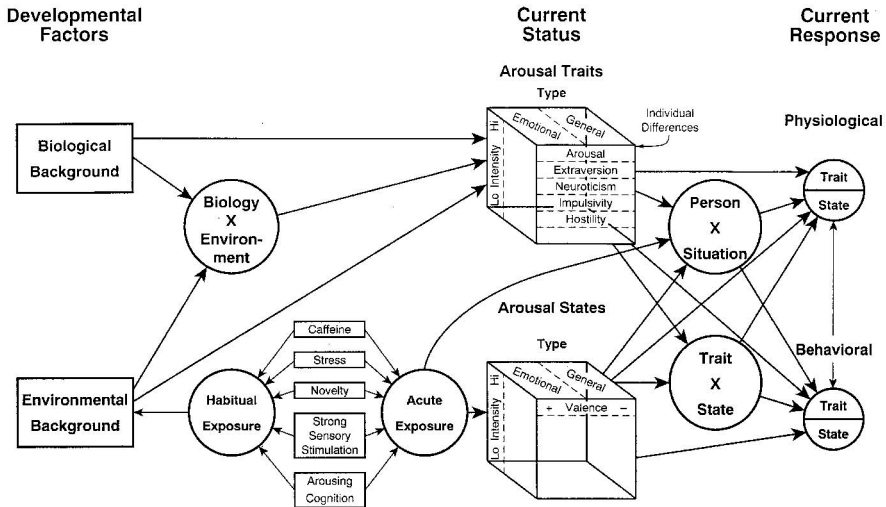 Developmental
Factors
Current
Status
Current
Response
Arousal Traits
Type
Emotional
General
Hi
Intensity
Lo
Individual
Differences
Arousal
Extraversion
Neuroticism
Impulsivity
Hostility
Physiological
Trait
State
Biological
Background
Biology
X
Environ-
ment
Person
X
Situation
Arousal States
Type
Emotional
General
Hi
Intensity
Lo
+ Valence −
Trait
X
State
Behavioral
Trait
State
Environmental
Background
Habitual
Exposure
Caffeine
Stress
Novelty
Strong
Sensory
Stimulation
Arousing
Cognition
Acute
Exposure